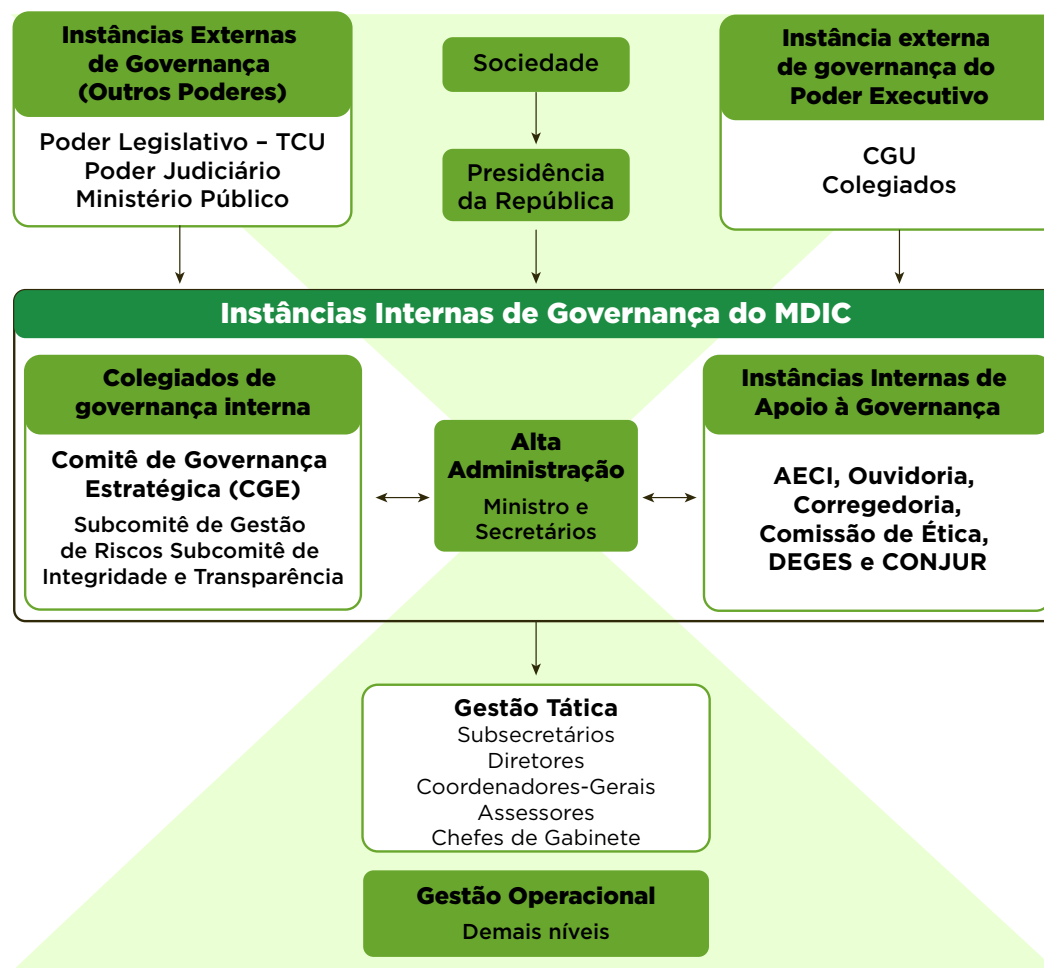 Instâncias Externas
de Governança
(Outros Poderes)
Poder Legislativo – TCU
Poder Judiciário
Ministério Público
Sociedade
Presidência
da República
Instância externa
de governança do
Poder Executivo
CGU
Colegiados
Instâncias Internas de Governança do MDIC
Colegiados de
governança interna
Comitê de Governança
Estratégica (CGE)
Subcomitê de Gestão
de Riscos Subcomitê de
Integridade e Transparência
Alta
Administração
Ministro e
Secretários
Instâncias Internas de
Apoio à Governança
AECI, Ouvidoria,
Corregedoria,
Comissão de Ética,
DEGES e CONJUR
Gestão Tática
Subsecretários
Diretores
Coordenadores-Gerais
Assessores
Chefes de Gabinete
Gestão Operacional
Demais níveis